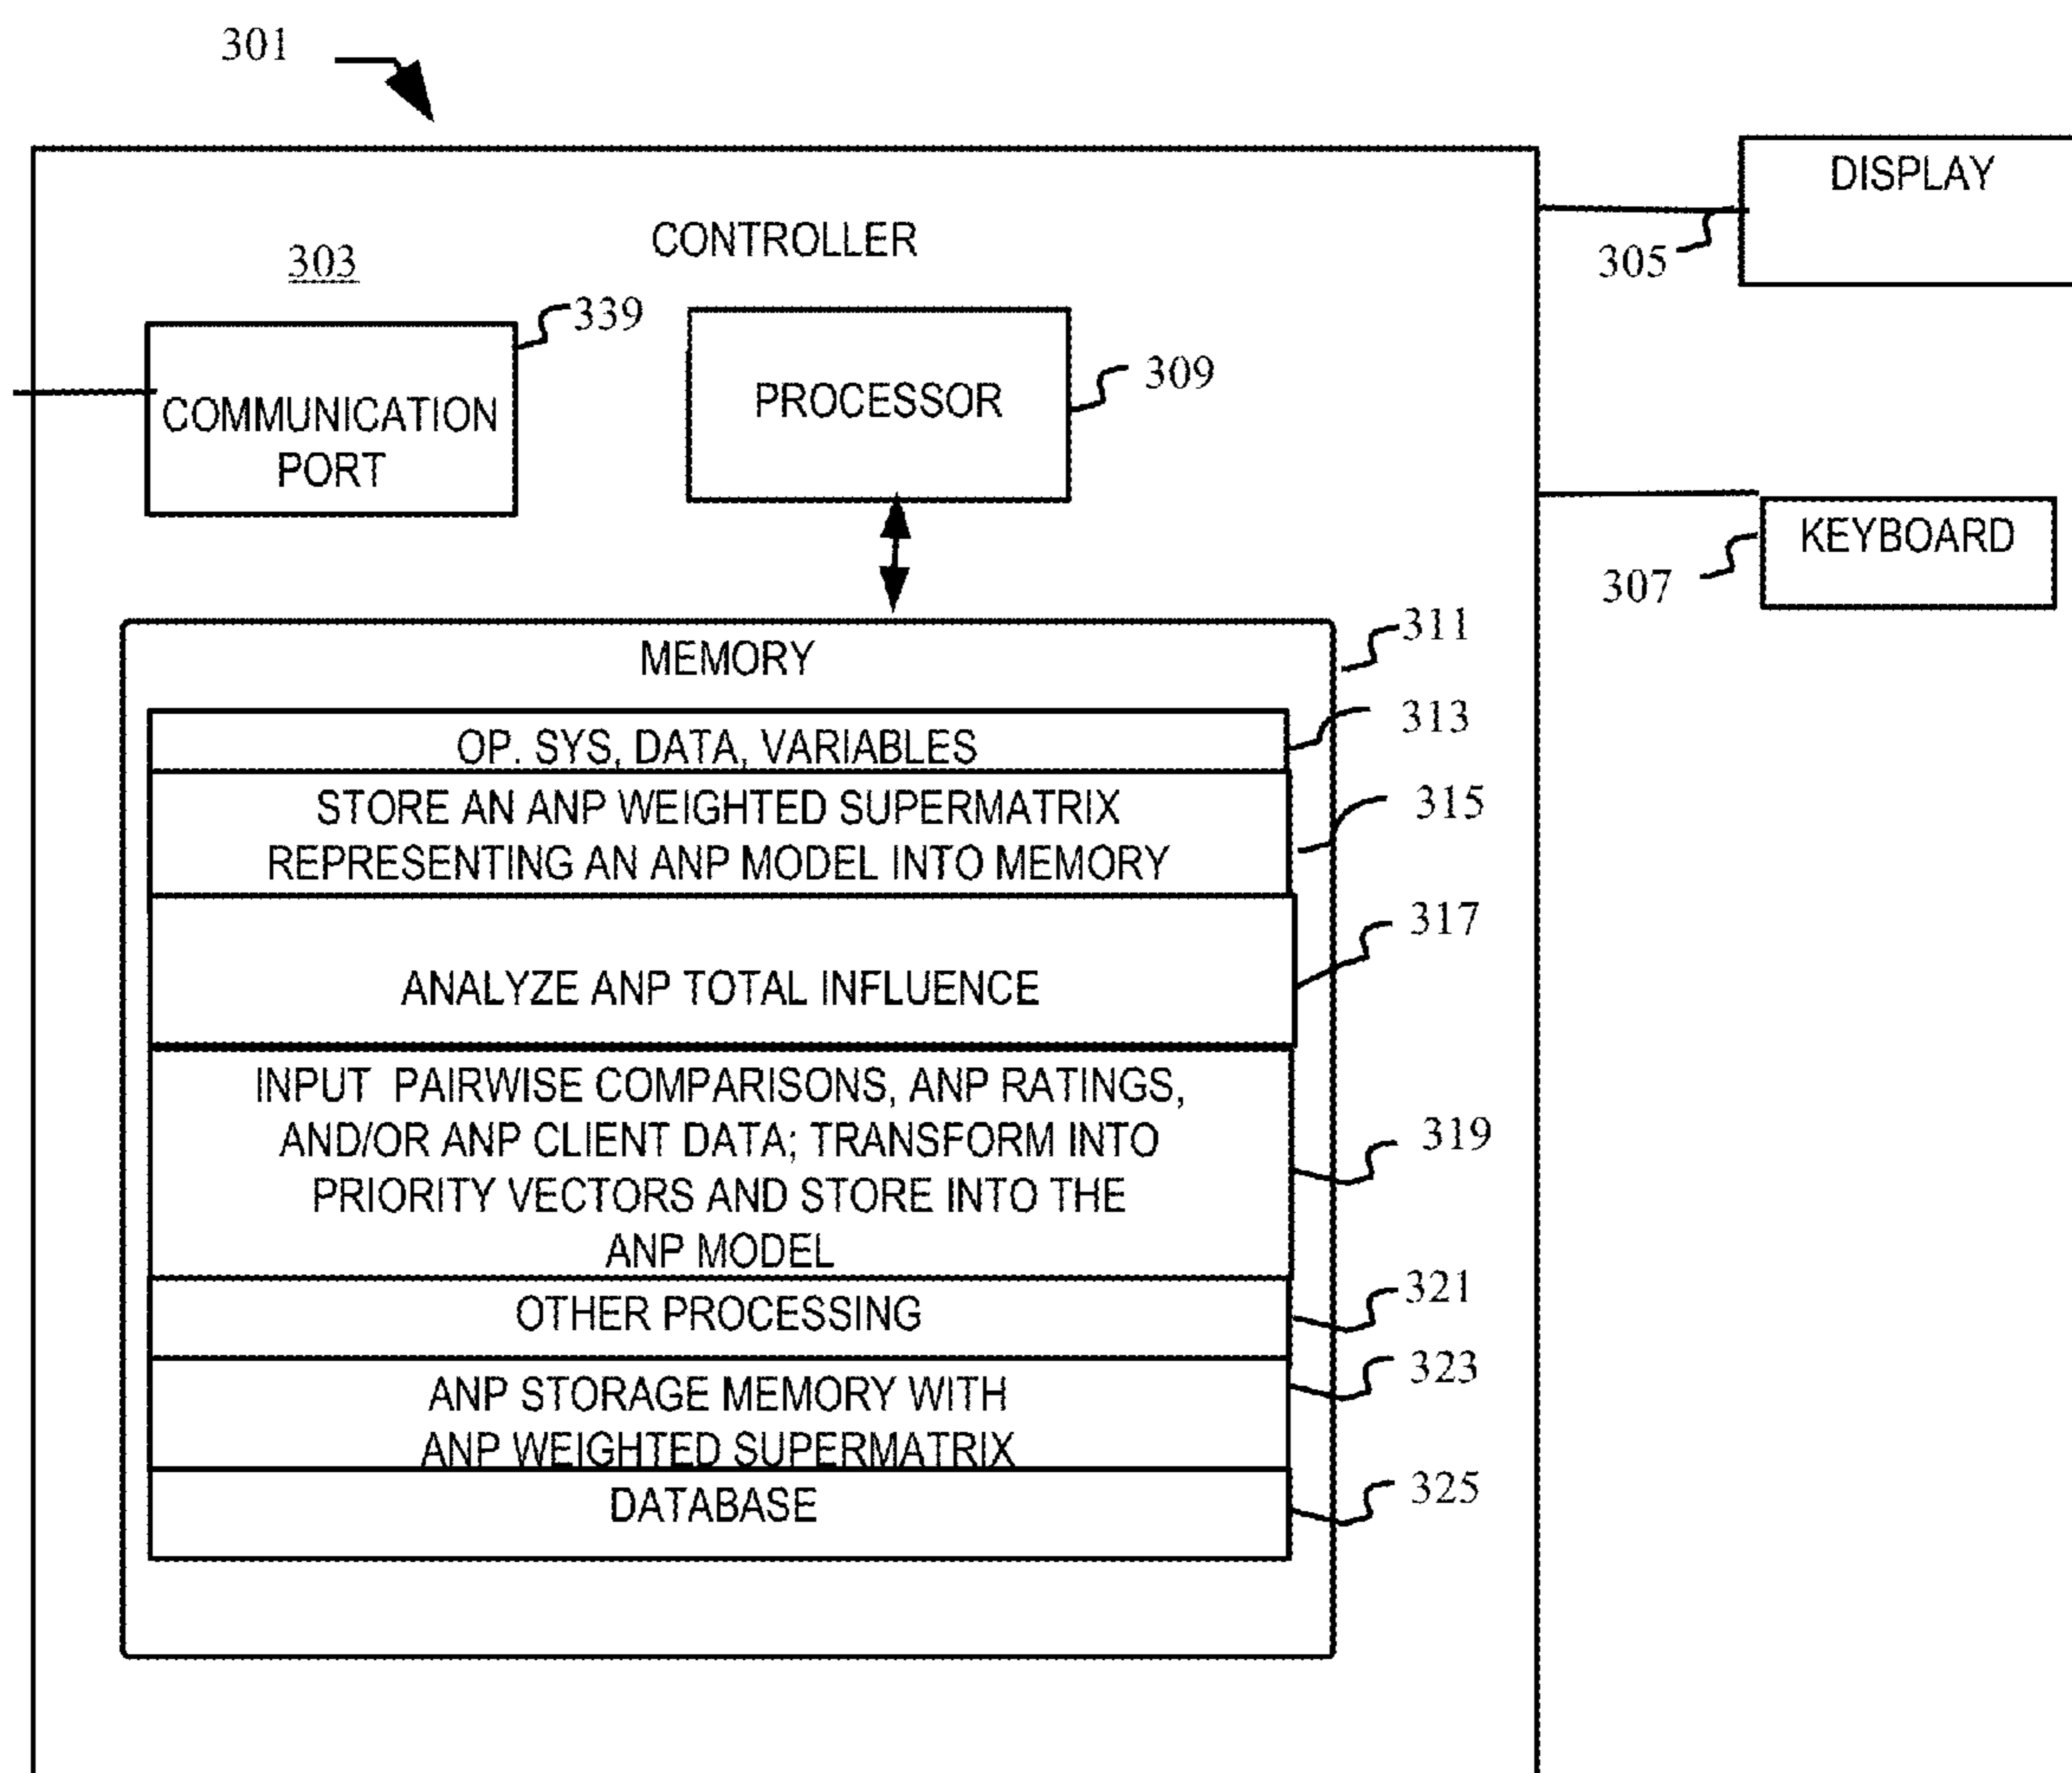 301
DISPLAY
305
CONTROLLER
303
339
COMMUNICATION
PORT
PROCESSOR
309
KEYBOARD
307
MEMORY
311
OP. SYS, DATA, VARIABLES
313
STORE AN ANP WEIGHTED SUPERMATRIX
REPRESENTING AN ANP MODEL INTO MEMORY
315
ANALYZE ANP TOTAL INFLUENCE
317
INPUT PAIRWISE COMPARISONS, ANP RATINGS,
AND/OR ANP CLIENT DATA; TRANSFORM INTO
PRIORITY VECTORS AND STORE INTO THE
ANP MODEL
319
OTHER PROCESSING
321
ANP STORAGE MEMORY WITH
ANP WEIGHTED SUPERMATRIX
323
DATABASE
325